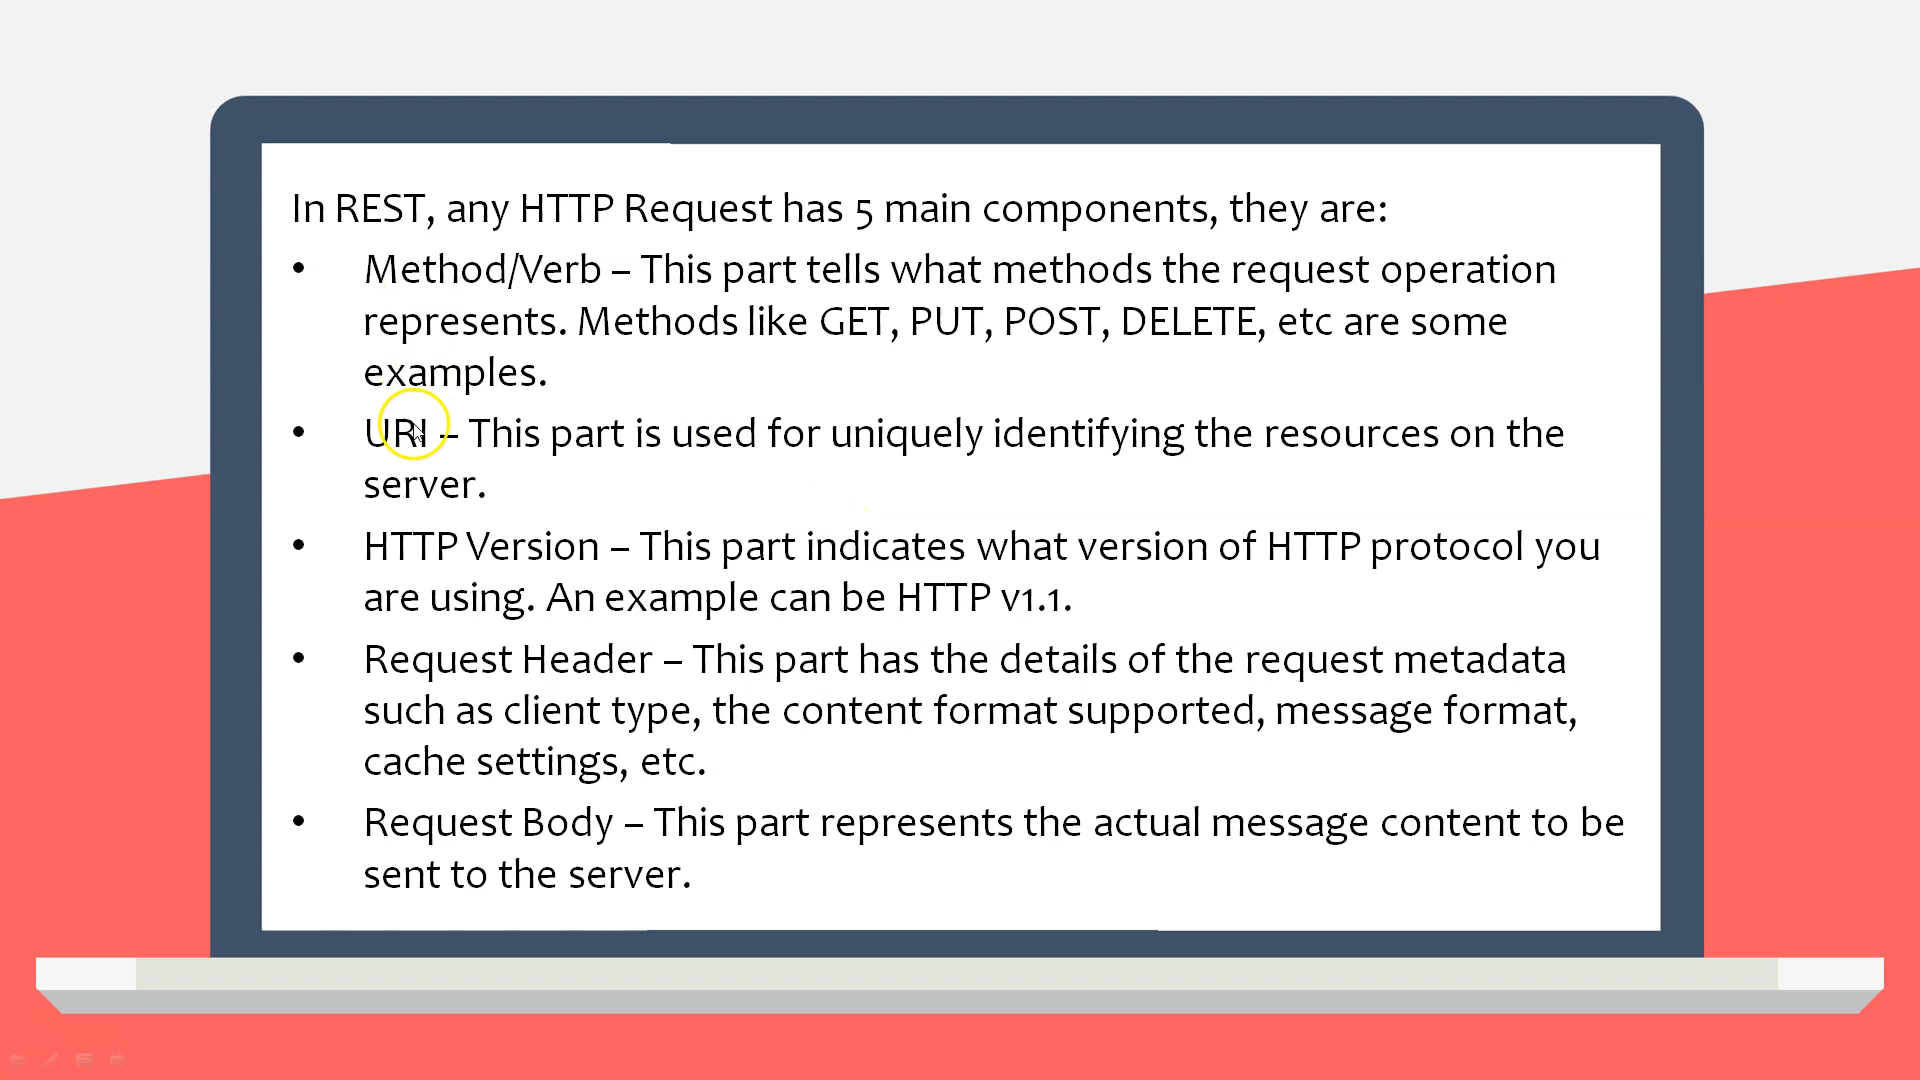 In REST, any HTTP Request has 5 main components, they are:
• Method/Verb – This part tells what methods the request operation
represents. Methods like GET, PUT, POST, DELETE, etc are some
examples.
• URI – This part is used for uniquely identifying the resources on the
server.
• HTTP Version – This part indicates what version of HTTP protocol you
are using. An example can be HTTP v1.1.
• Request Header – This part has the details of the request metadata
such as client type, the content format supported, message format,
cache settings, etc.
• Request Body – This part represents the actual message content to be
sent to the server.